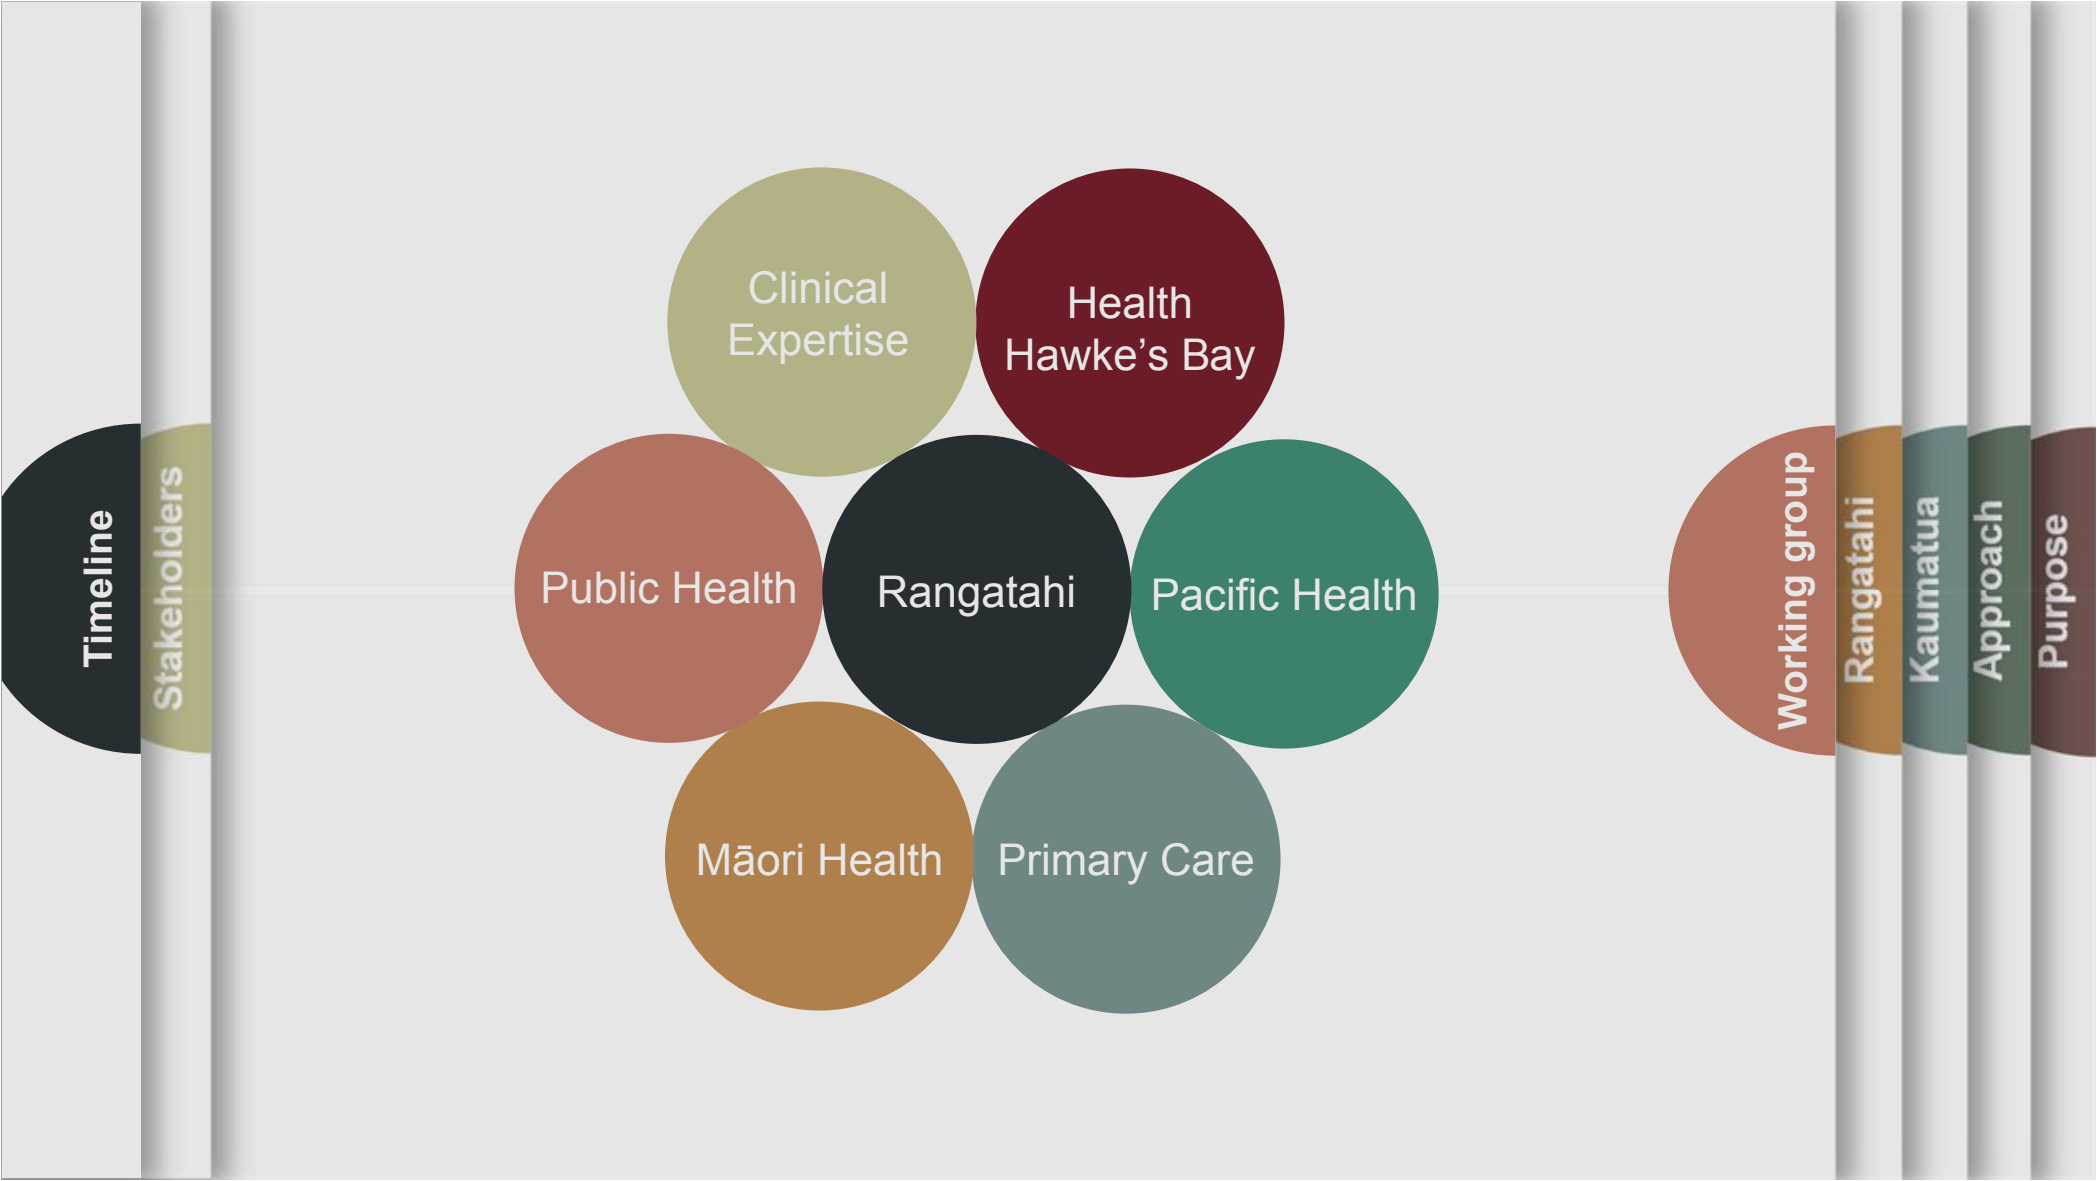 Timeline
Stakeholders
Clinical
Expertise
Health
Hawke’s Bay
Public Health
Rangatahi
Pacific Health
Māori Health
Primary Care
Working group
Rangatahi
Kaumatua
Approach
Purpose